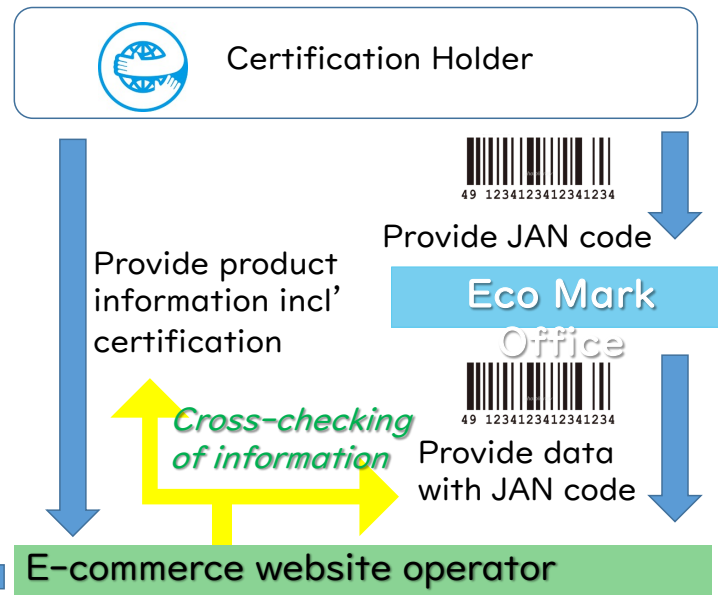 Certification Holder
49 1234123412341234
Provide JAN code
Provide product
information incl’
certification
Eco Mark
Office
49 1234123412341234
Cross-checking
of information
Provide data
with JAN code
E-commerce website operator